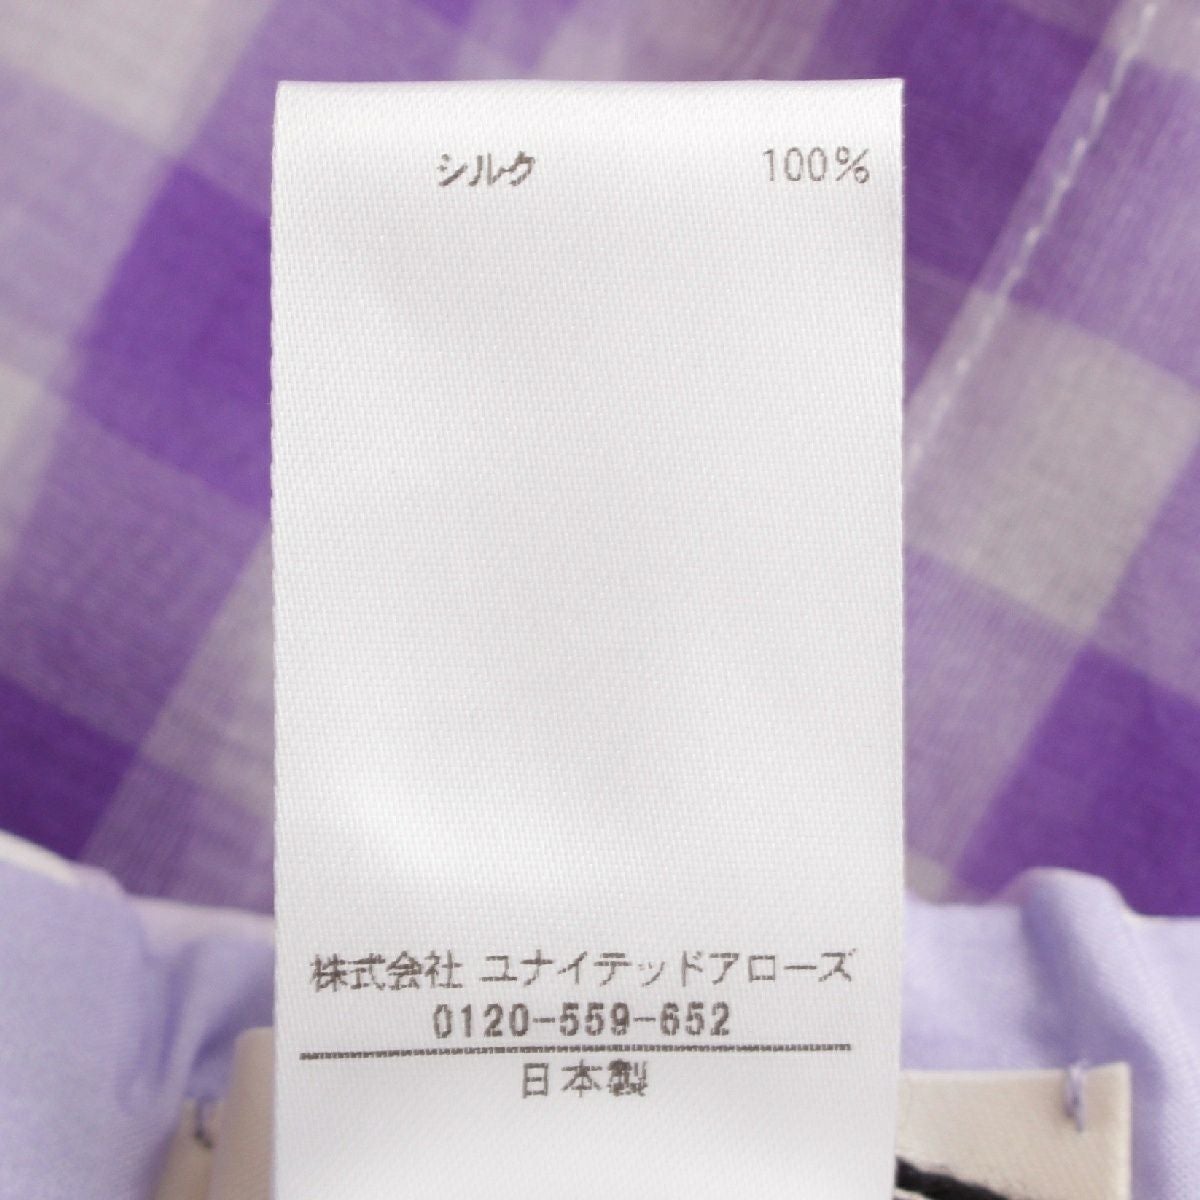 シルク 100%
株式会社 ユナイテッドアローズ
0120-559-652
日本製